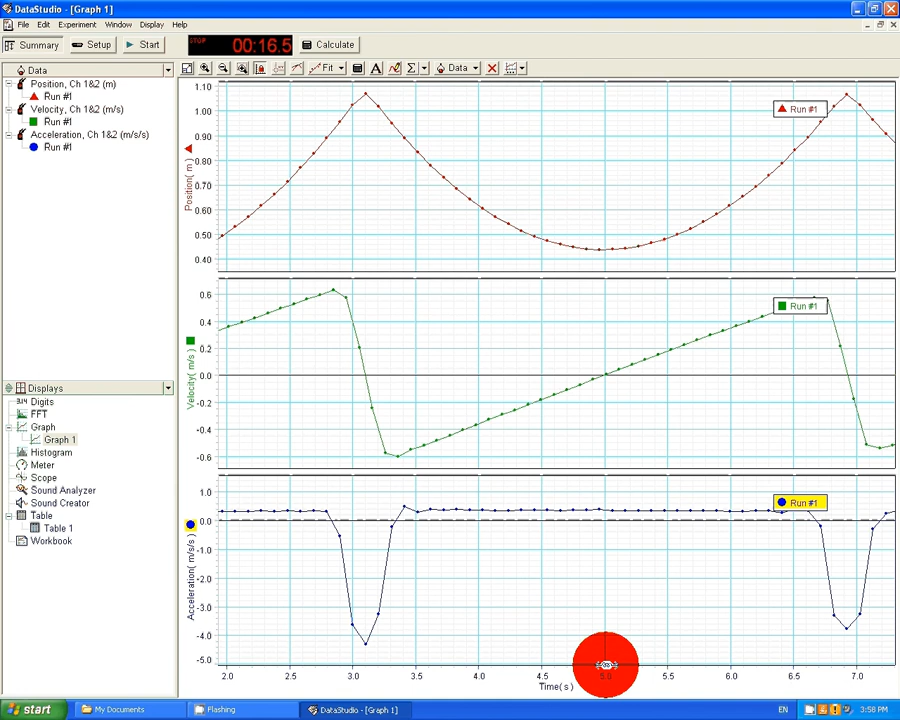 DataStudio - [Graph 1]
File Edit Experiment Window Display Help
Summary Setup Start STOP 00:16.5 Calculate
Data
Position, Ch 1&2 (m)
Run #1
Velocity, Ch 1&2 (m/s)
Run #1
Acceleration, Ch 1&2 (m/s/s)
Run #1
Displays
3.14 Digits
FFT
Graph
Graph 1
Histogram
Meter
Scope
Sound Analyzer
Sound Creator
Table
Table 1
Workbook
A Fit Σ Data
Position( m )
1.10
1.00
0.90
0.80
0.70
0.60
0.50
0.40
Run #1
Velocity( m/s )
0.6
0.4
0.2
0.0
-0.2
-0.4
-0.6
Run #1
Acceleration( m/s/s )
1.0
0.0
-1.0
-2.0
-3.0
-4.0
-5.0
Run #1
2.0 2.5 3.0 3.5 4.0 4.5 5.0 5.5 6.0 6.5 7.0
Time( s )
start My Documents Flashing DataStudio - [Graph 1] EN 3:58 PM